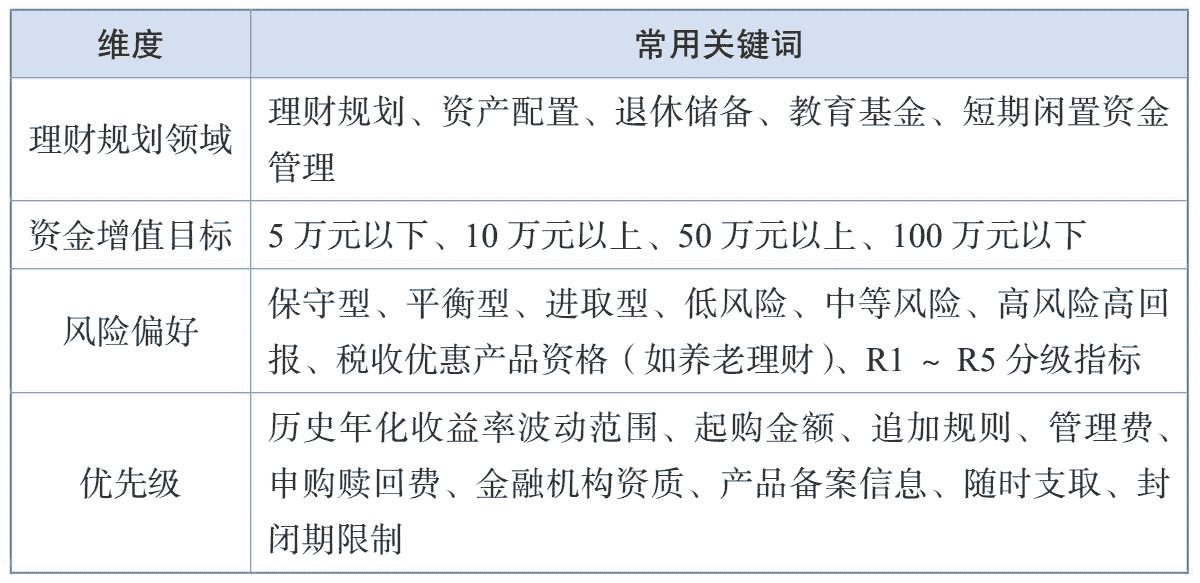 维度
常用关键词
理财规划领域
理财规划、资产配置、退休储备、教育基金、短期闲置资金
管理
资金增值目标
5 万元以下、10 万元以上、50 万元以上、100 万元以下
风险偏好
保守型、平衡型、进取型、低风险、中等风险、高风险高回
报、税收优惠产品资格（如养老理财）、R1 ~ R5 分级指标
优先级
历史年化收益率波动范围、起购金额、追加规则、管理费、
申购赎回费、金融机构资质、产品备案信息、随时支取、封
闭期限制